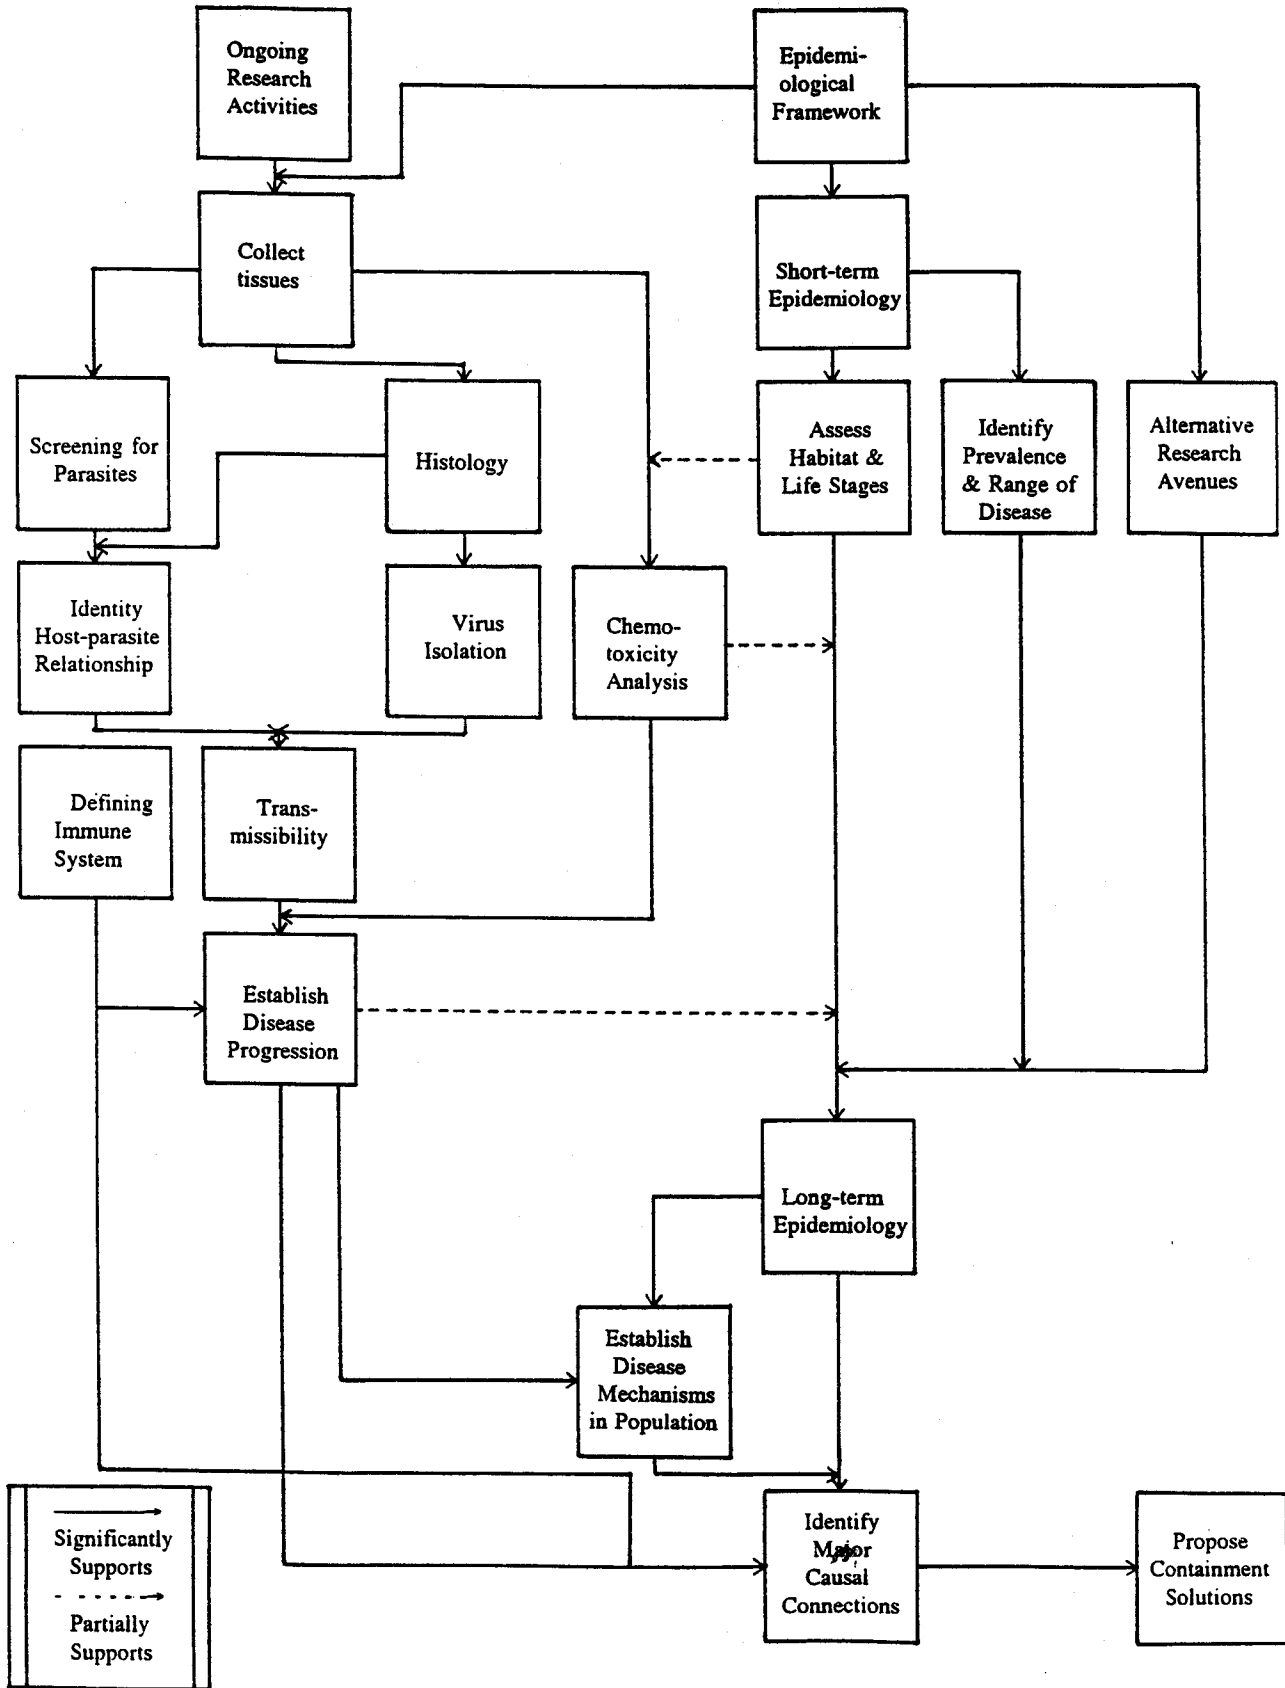 Ongoing
Research
Activities
Epidemi-
ological
Framework
Collect
tissues
Short-term
Epidemiology
Screening for
Parasites
Histology
Assess
Habitat &
Life Stages
Identify
Prevalence
& Range of
Disease
Alternative
Research
Avenues
Identity
Host-parasite
Relationship
Virus
Isolation
Chemo-
toxicity
Analysis
Defining
Immune
System
Trans-
missibility
Establish
Disease
Progression
Long-term
Epidemiology
Establish
Disease
Mechanisms
in Population
Identify
Major
Causal
Connections
Propose
Containment
Solutions
Significantly
Supports
Partially
Supports